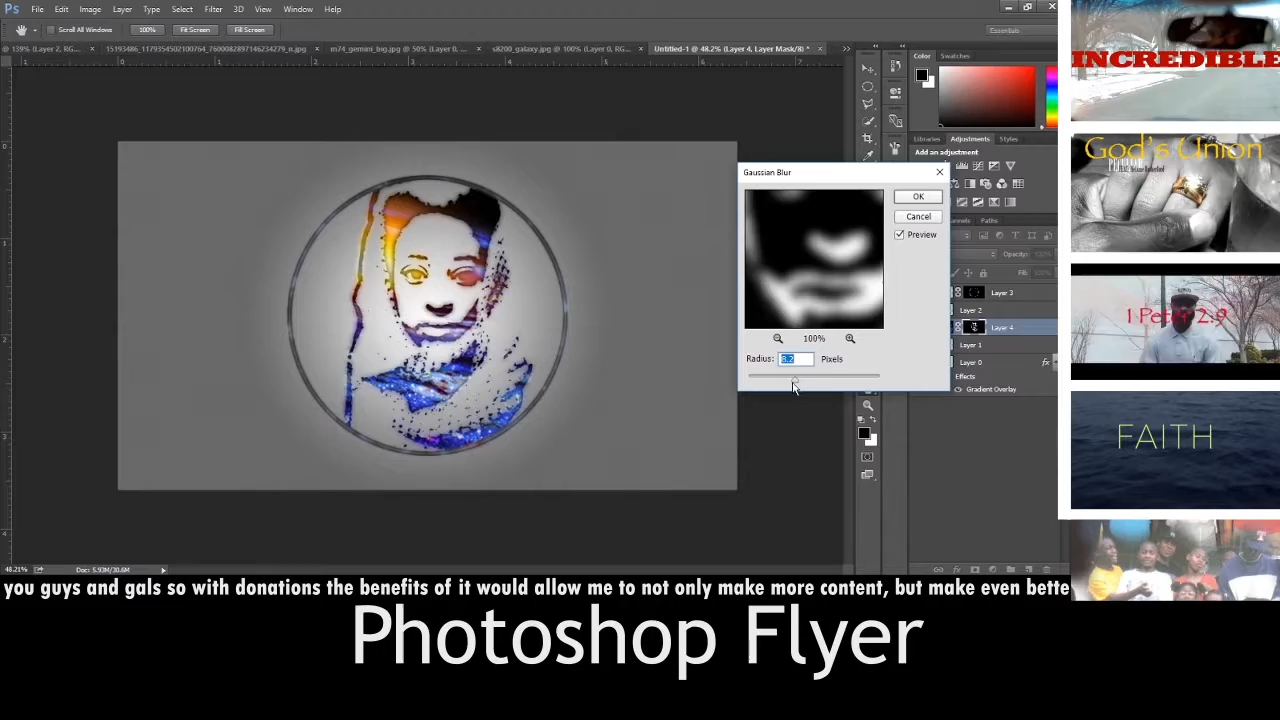 Ps File Edit Image Layer Type Select Filter 3D View Window Help
Scroll All Windows 100% Fit Screen Fill Screen Essentials
139% (Layer 2, RG... × 15193486_1179354502100764_7600082897146234279_n.jpg × m74_gemini_big.jpg @ 50% (Layer 0, ... × s8200_galaxy.jpg @ 100% (Layer 0, RG... × Untitled-1 @ 48.2% (Layer 4, Layer Mask/8) * ×
Color Swatches
Libraries Adjustments Styles
Add an adjustment
Paths
Opacity:
Fill:
Layer 3
Layer 2
Layer 4
Layer 1
Layer 0 fx
Effects
Gradient Overlay
Gaussian Blur
OK
Cancel
Preview
100%
Radius: Pixels
48.21% Doc: 5.93M/30.6M
INCREDIBLE
God's Union
1 Peter 2:9
FAITH
you guys and gals so with donations the benefits of it would allow me to not only make more content, but make even bette
Photoshop Flyer